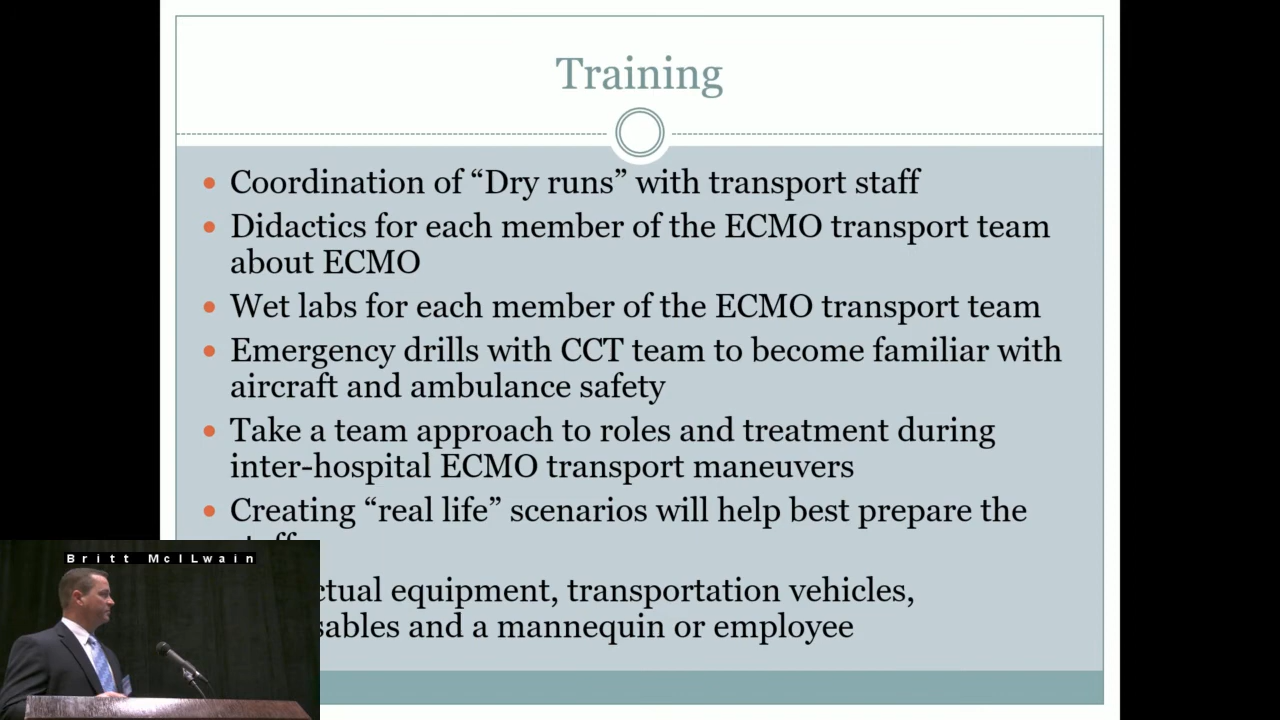 Training
Coordination of “Dry runs” with transport staff
Didactics for each member of the ECMO transport team
about ECMO
Wet labs for each member of the ECMO transport team
Emergency drills with CCT team to become familiar with
aircraft and ambulance safety
Take a team approach to roles and treatment during
inter-hospital ECMO transport maneuvers
Creating “real life” scenarios will help best prepare the
equipment, transportation vehicles,
and a mannequin or employee
Britt McILwain